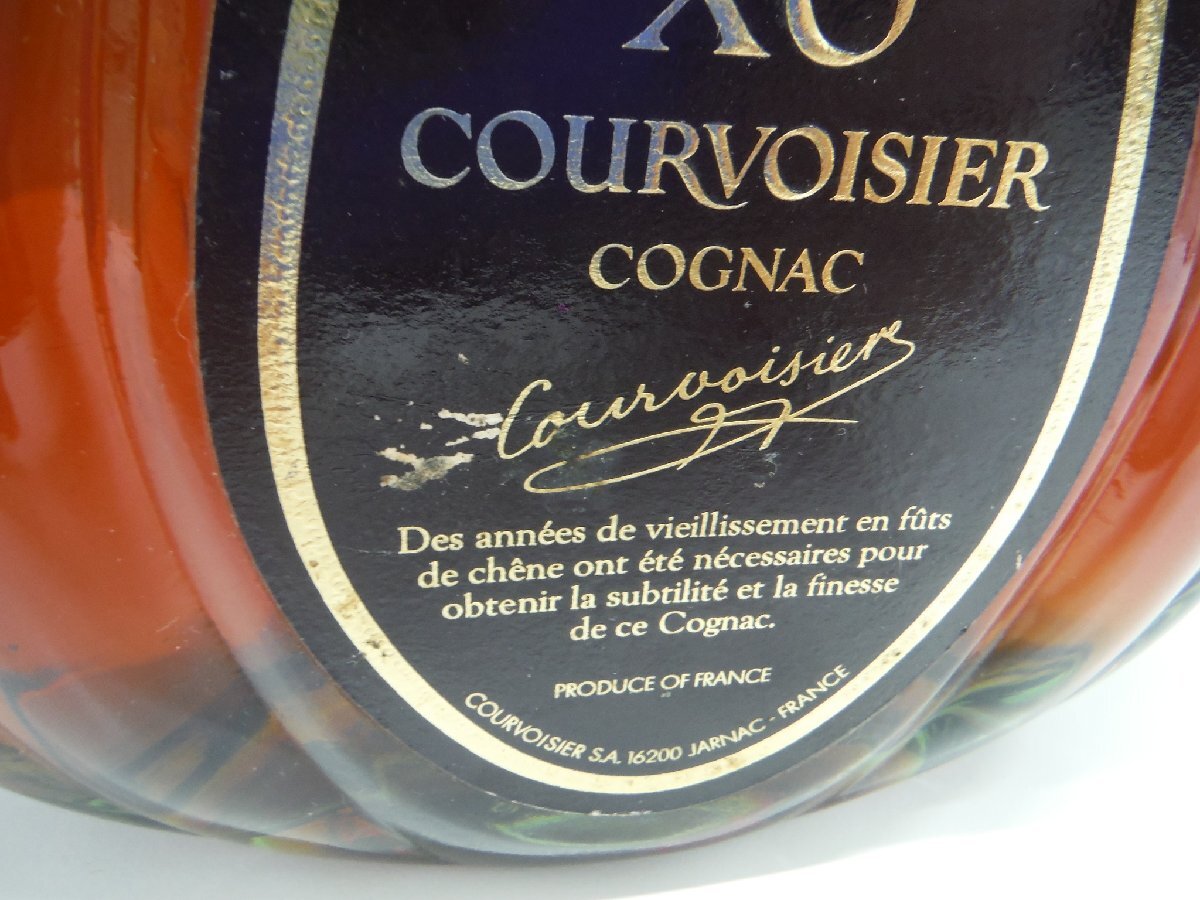 XO
COURVOISIER
COGNAC
Courvoisier
Des années de vieillissement en fûts
de chêne ont été nécessaires pour
obtenir la subtilité et la finesse
de ce Cognac.
PRODUCE OF FRANCE
COURVOISIER S.A. 16200 JARNAC - FRANCE